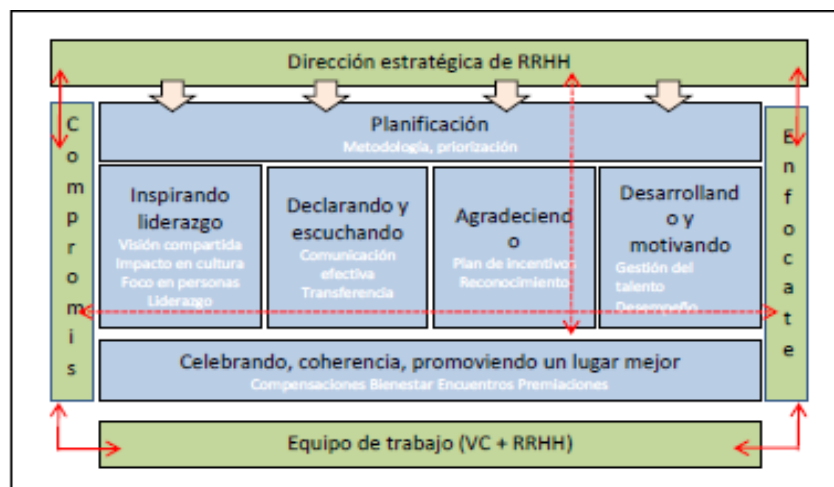 Dirección estratégica de RRHH
Compromis
Planificación
Metodología, priorización
Inspirando
liderazgo
Visión compartida
Impacto en cultura
Foco en personas
Liderazgo
Declarando y
escuchando
Comunicación
efectiva
Transferencia
Agradeciend
o
Plan de incentivos
Reconocimiento
Desarrolland
o y
motivando
Gestión del
talento
Desempeño
Enfocate
Celebrando, coherencia, promoviendo un lugar mejor
Compensaciones Bienestar Encuentros Premiaciones
Equipo de trabajo (VC + RRHH)